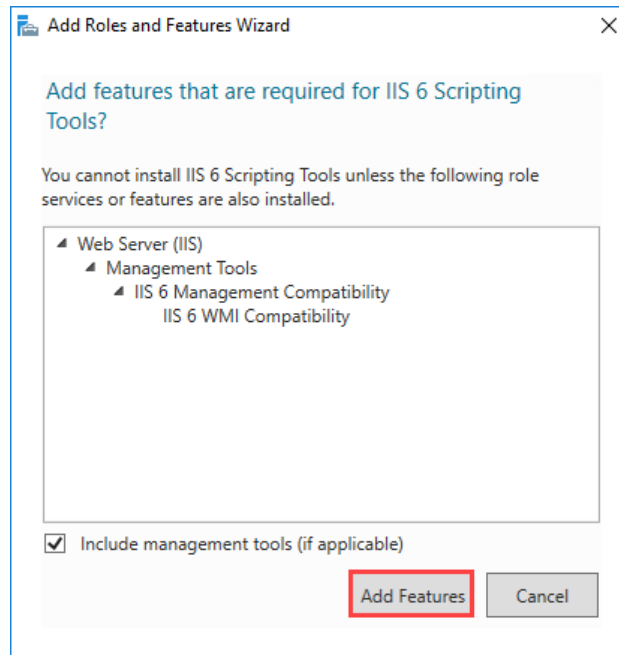 Add Roles and Features Wizard
Add features that are required for IIS 6 Scripting
Tools?
You cannot install IIS 6 Scripting Tools unless the following role
services or features are also installed.
Web Server (IIS)
Management Tools
IIS 6 Management Compatibility
IIS 6 WMI Compatibility
Include management tools (if applicable)
Add Features
Cancel